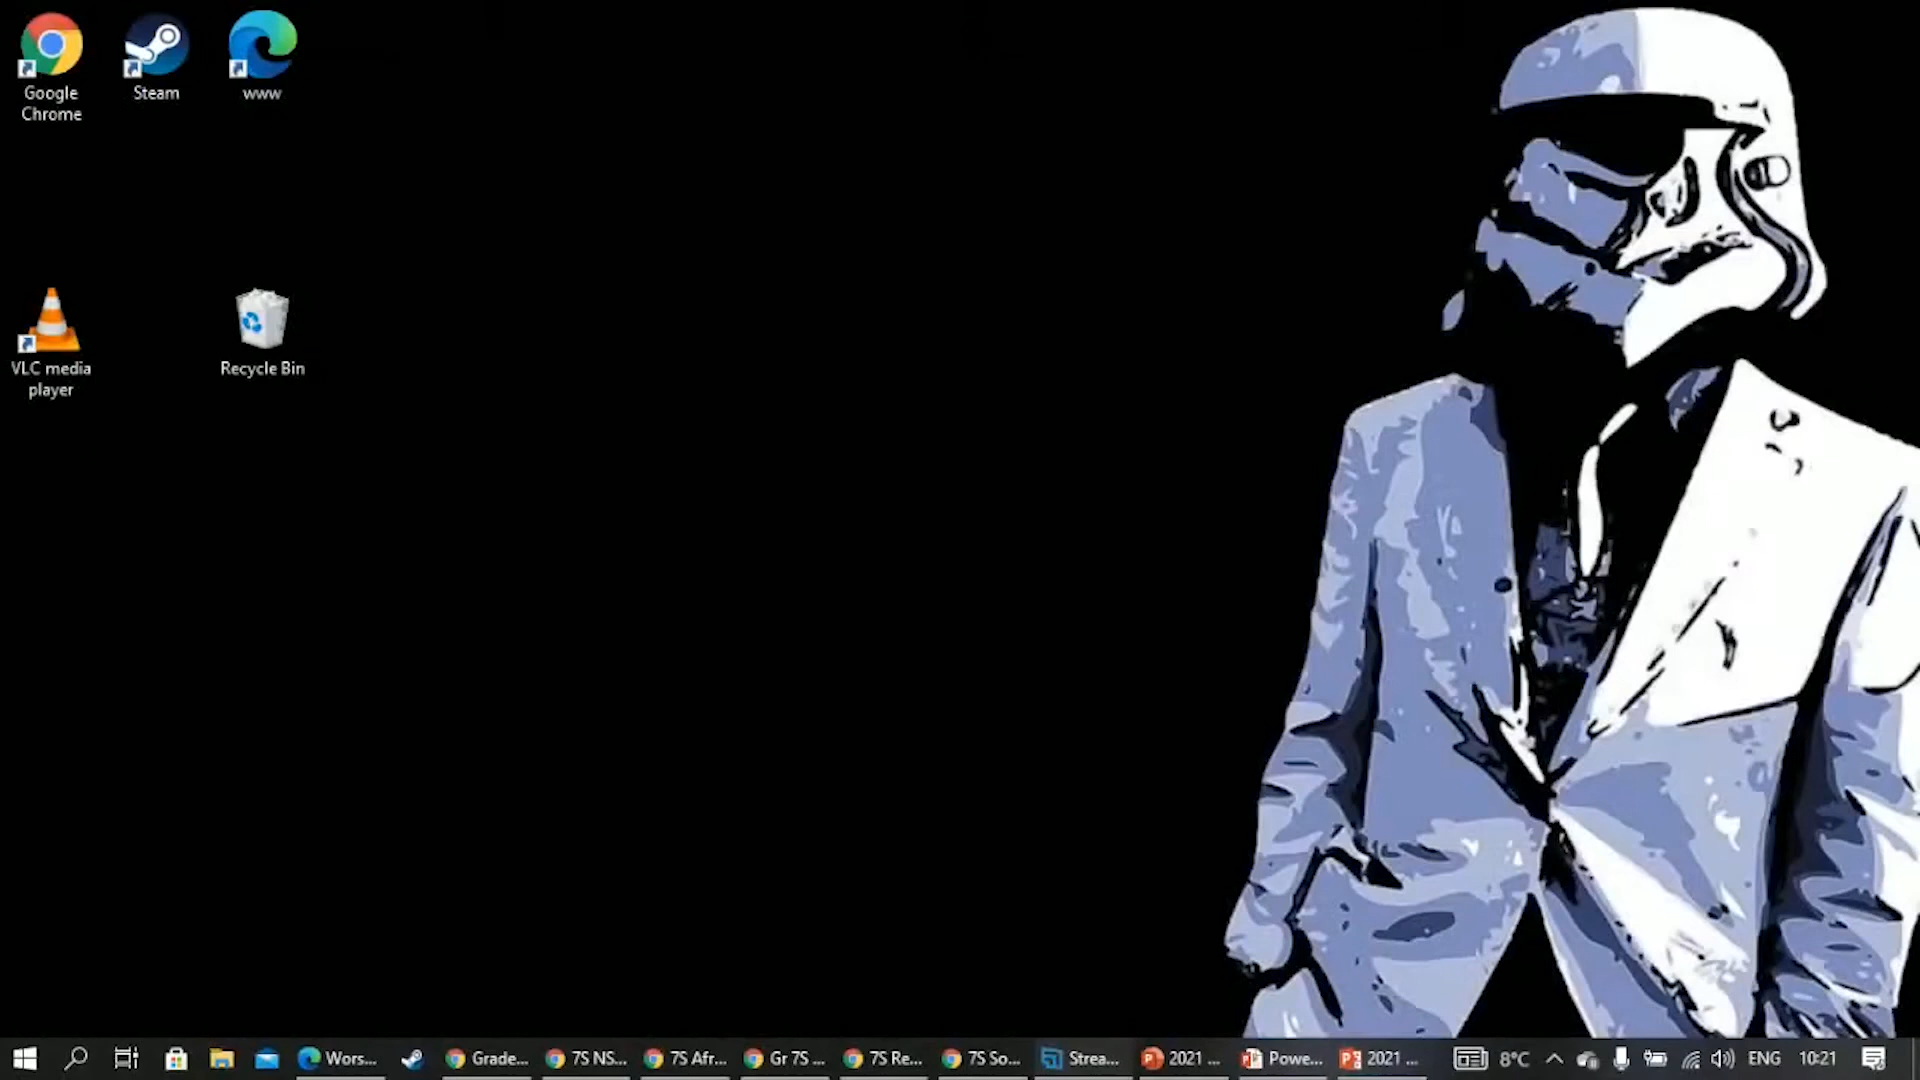 Google
Chrome
Steam
www
VLC media
player
Recycle Bin
Wors...
Grade...
7S NS...
7S Afr...
Gr 7S ...
7S Re...
7S So...
Strea...
2021 ...
Powe...
2021 ...
8°C
ENG
10:21